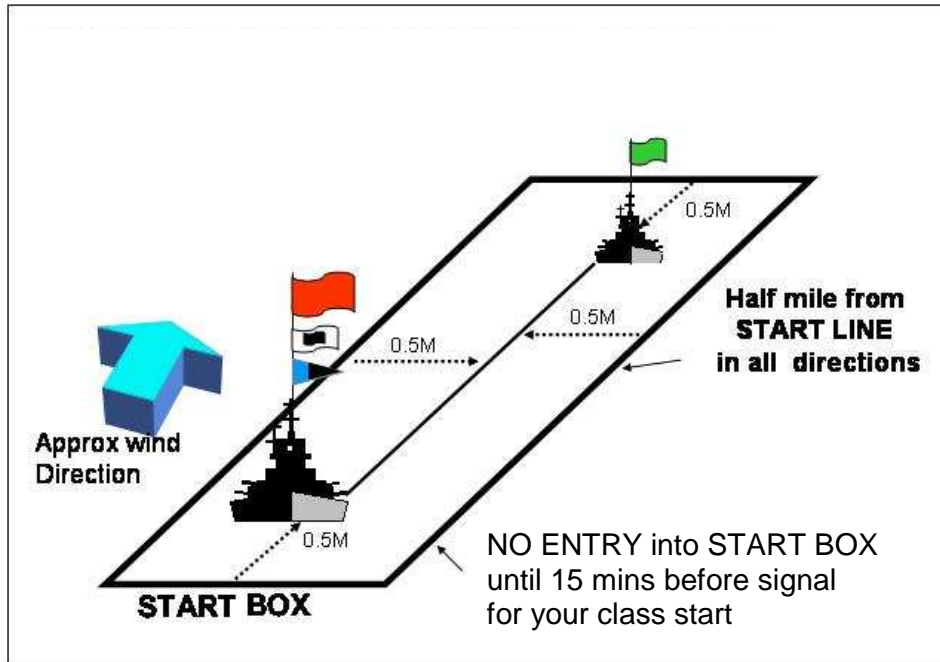 0.5M
Half mile from
START LINE
in all directions
0.5M
0.5M
Approx wind
Direction
0.5M
NO ENTRY into START BOX
until 15 mins before signal
for your class start
START BOX